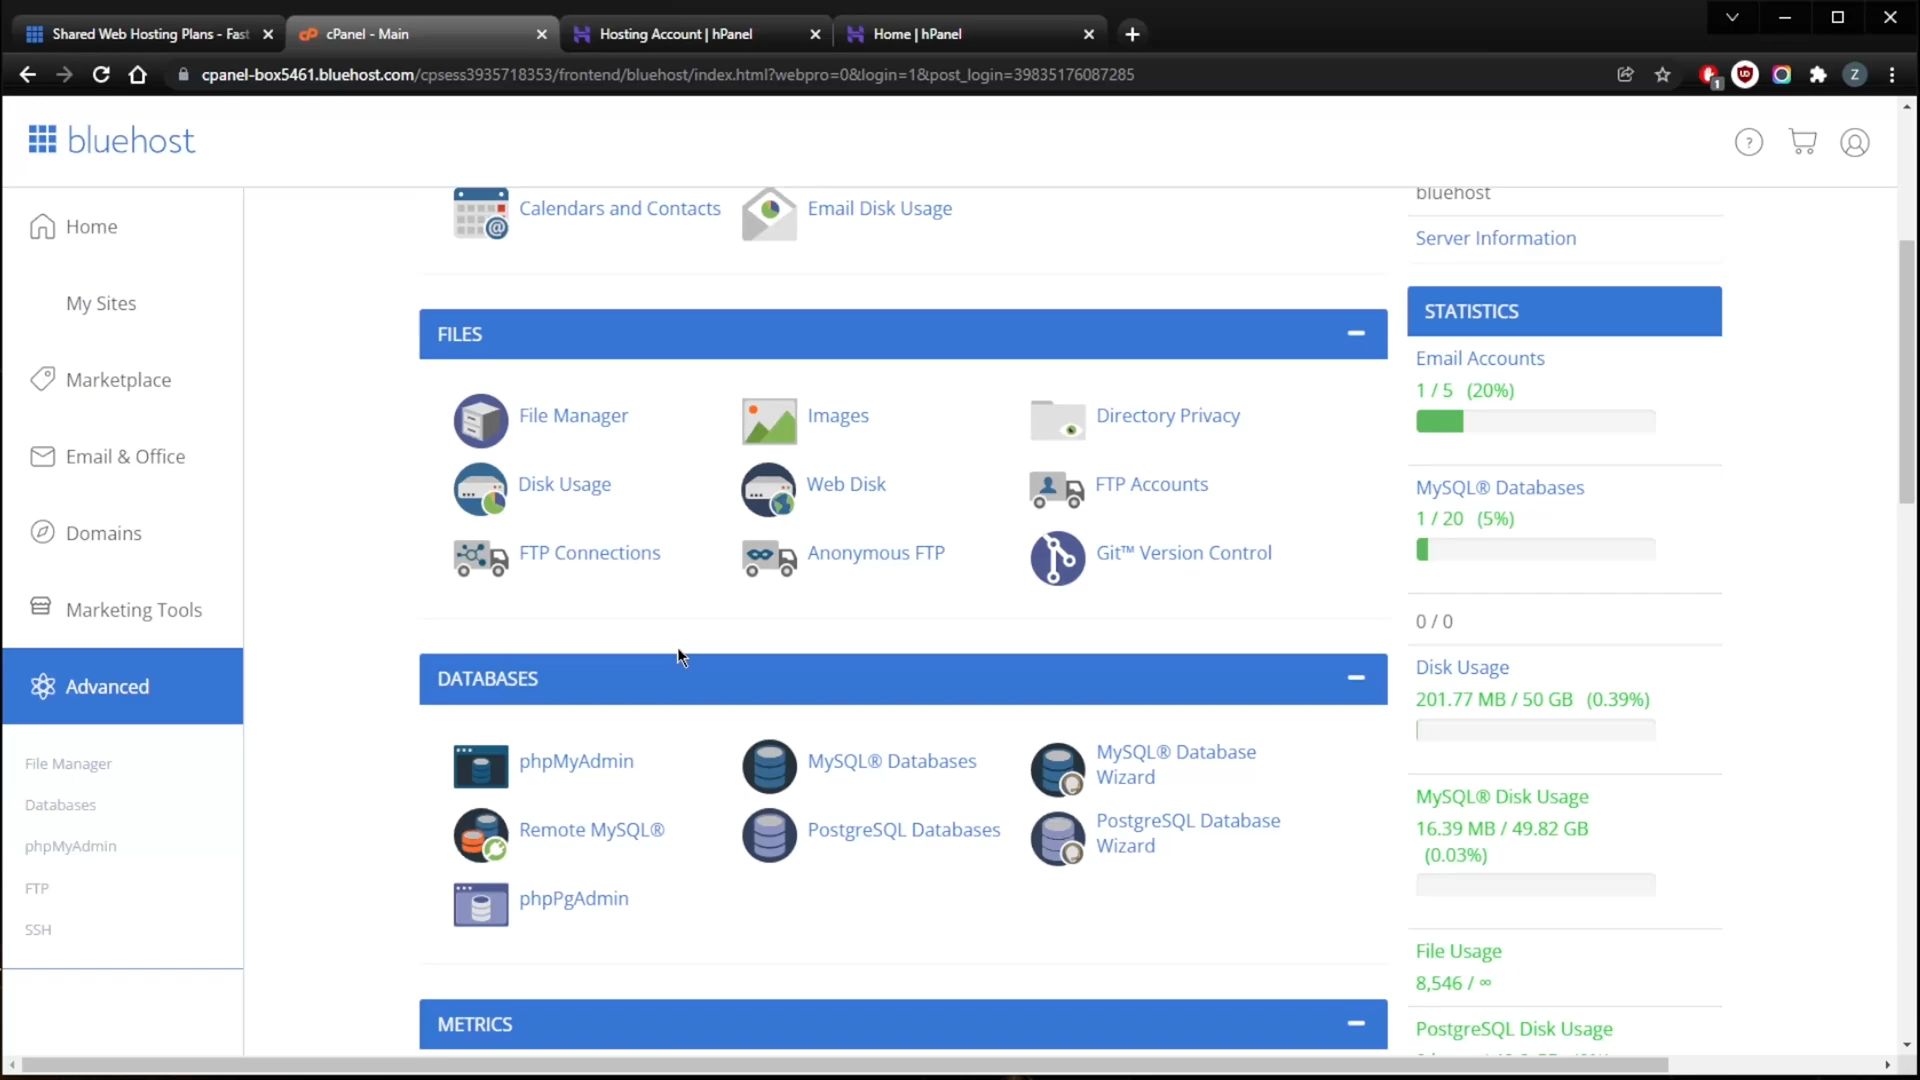 Shared Web Hosting Plans - Fast
cPanel - Main
Hosting Account | hPanel
Home | hPanel
cpanel-box5461.bluehost.com/cpsess3935718353/frontend/bluehost/index.html?webpro=0&login=1&post_login=39835176087285
1
Z
bluehost
?
Home
My Sites
Marketplace
Email & Office
Domains
Marketing Tools
Advanced
File Manager
Databases
phpMyAdmin
FTP
SSH
Calendars and Contacts
Email Disk Usage
FILES
File Manager
Images
Directory Privacy
Disk Usage
Web Disk
FTP Accounts
FTP Connections
Anonymous FTP
Git™ Version Control
DATABASES
phpMyAdmin
MySQL® Databases
MySQL® Database
Wizard
Remote MySQL®
PostgreSQL Databases
PostgreSQL Database
Wizard
phpPgAdmin
METRICS
bluehost
Server Information
STATISTICS
Email Accounts
1 / 5 (20%)
MySQL® Databases
1 / 20 (5%)
0 / 0
Disk Usage
201.77 MB / 50 GB (0.39%)
MySQL® Disk Usage
16.39 MB / 49.82 GB
(0.03%)
File Usage
8,546 / ∞
PostgreSQL Disk Usage